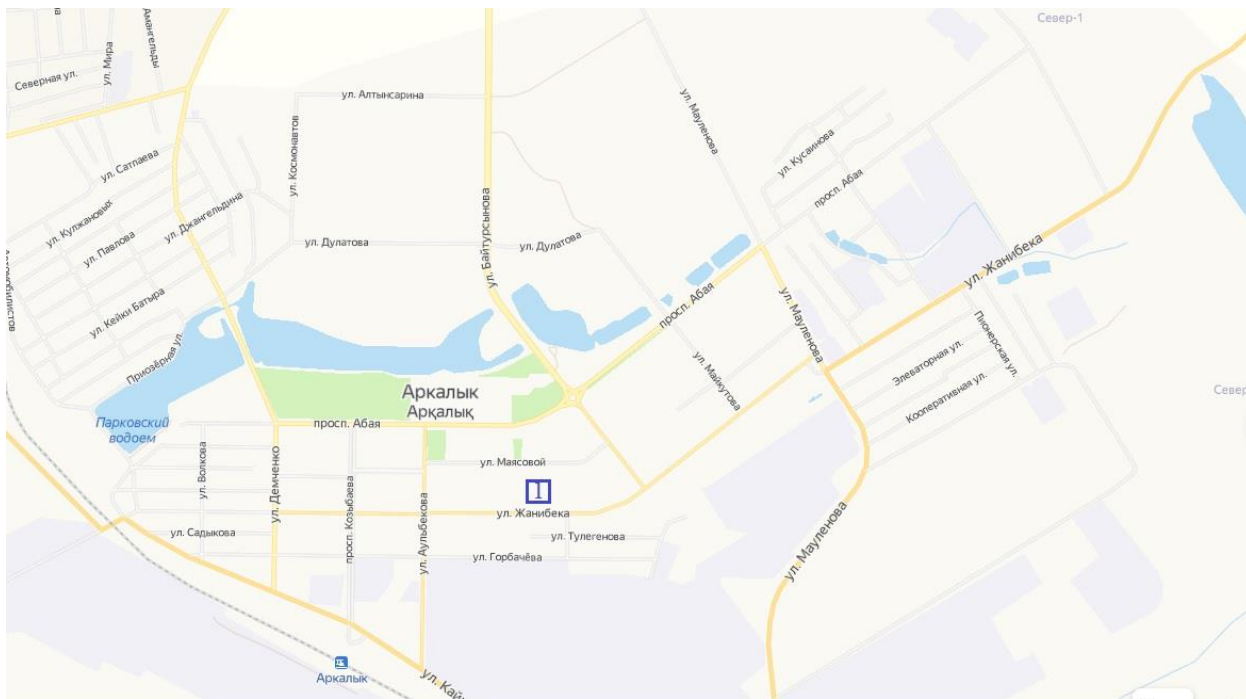 Север-1
Амангельды
ул. Мира
Северная ул.
ул. Алтынсарина
ул. Мауленова
ул. Кусаинова
ул. Сатпаева
ул. Космонавтов
просп. Абая
ул. Джангельдина
ул. Кулжановых
ул. Павлова
ул. Байтурсынова
ул. Дулатова
ул. Дулатова
ул. Жанибека
ул. Кейки Батыра
просп. Абая
ул. Мауленова
Приозёрная ул.
Пионерская ул.
Элеваторная ул.
ул. Майкутова
Аркалык
Арқалық
Кооперативная ул.
Север
Парковский
водоем
просп. Абая
ул. Волкова
ул. Маясовой
ул. Демченко
просп. Козыбаева
ул. Аульбекова
ул. Жанибека
ул. Садыкова
ул. Тулегенова
ул. Горбачёва
ул. Мауленова
Аркалык